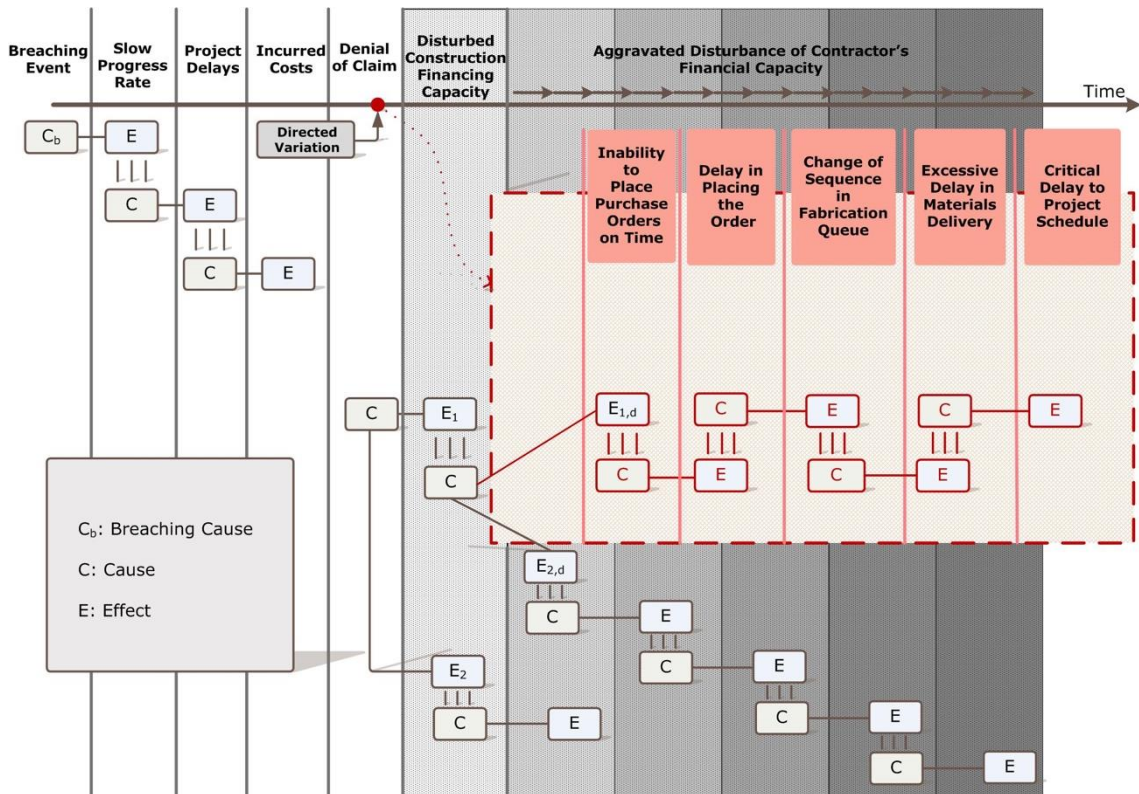 Breaching
Event
Slow
Progress
Rate
Project
Delays
Incurred
Costs
Denial
of Claim
Disturbed
Construction
Financing
Capacity
Aggravated Disturbance of Contractor's
Financial Capacity
Time
Directed
Variation
Cb
E
C
E
C
E
Inability
to
Place
Purchase
Orders
on Time
Delay in
Placing
the
Order
Change of
Sequence
in
Fabrication
Queue
Excessive
Delay in
Materials
Delivery
Critical
Delay to
Project
Schedule
C
E1
C
E1,d
C
E
C
E
C
E
C
E
Cb: Breaching Cause
C: Cause
E: Effect
E2,d
C
E
C
E
C
E
C
E
E2
C
E